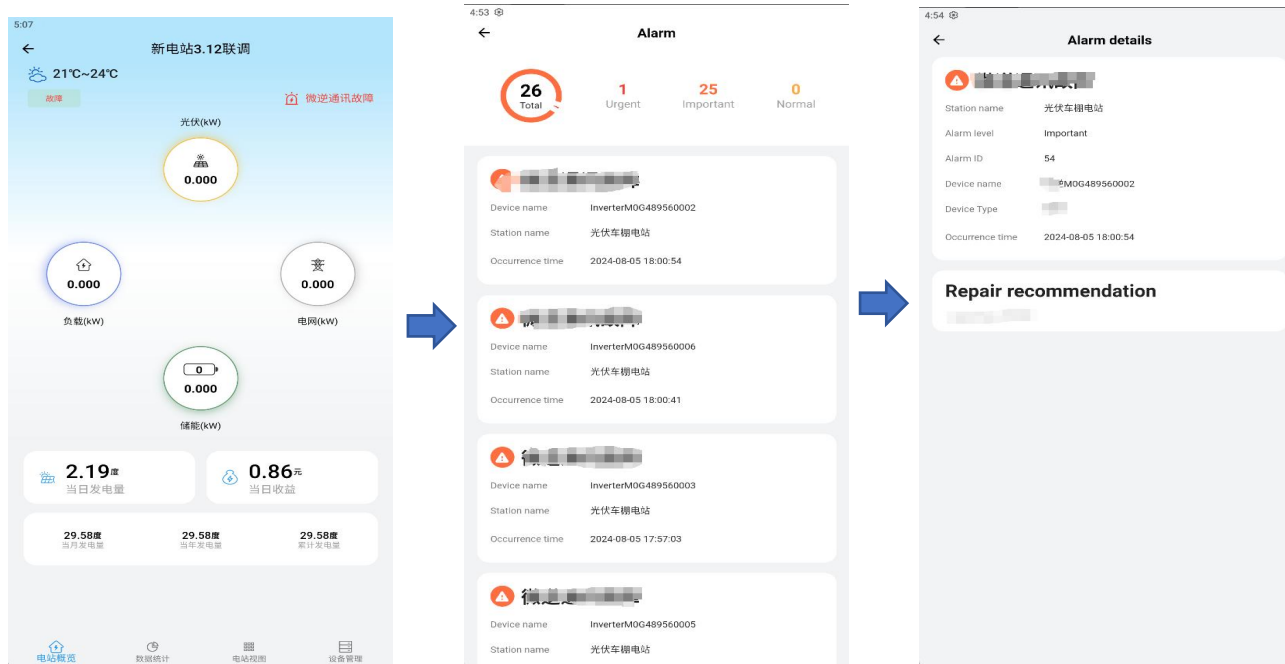 5:07
新电站3.12联调
21℃~24℃
故障
微逆通讯故障
光伏(kW)
0.000
0.000
0.000
负载(kW)
电网(kW)
0
0.000
储能(kW)
2.19度
当日发电量
0.86元
当日收益
29.58度
29.58度
29.58度
当月发电量
当年发电量
累计发电量
电站概览
数据统计
电站视图
设备管理
4:53
Alarm
26
Total
1
Urgent
25
Important
0
Normal
Device name InverterM0G489560002
Station name 光伏车棚电站
Occurrence time 2024-08-05 18:00:54
Device name InverterM0G489560006
Station name 光伏车棚电站
Occurrence time 2024-08-05 18:00:41
Device name InverterM0G489560003
Station name 光伏车棚电站
Occurrence time 2024-08-05 17:57:03
Device name InverterM0G489560005
Station name 光伏车棚电站
4:54
Alarm details
Station name 光伏车棚电站
Alarm level Important
Alarm ID 54
Device name M0G489560002
Device Type
Occurrence time 2024-08-05 18:00:54
Repair recommendation